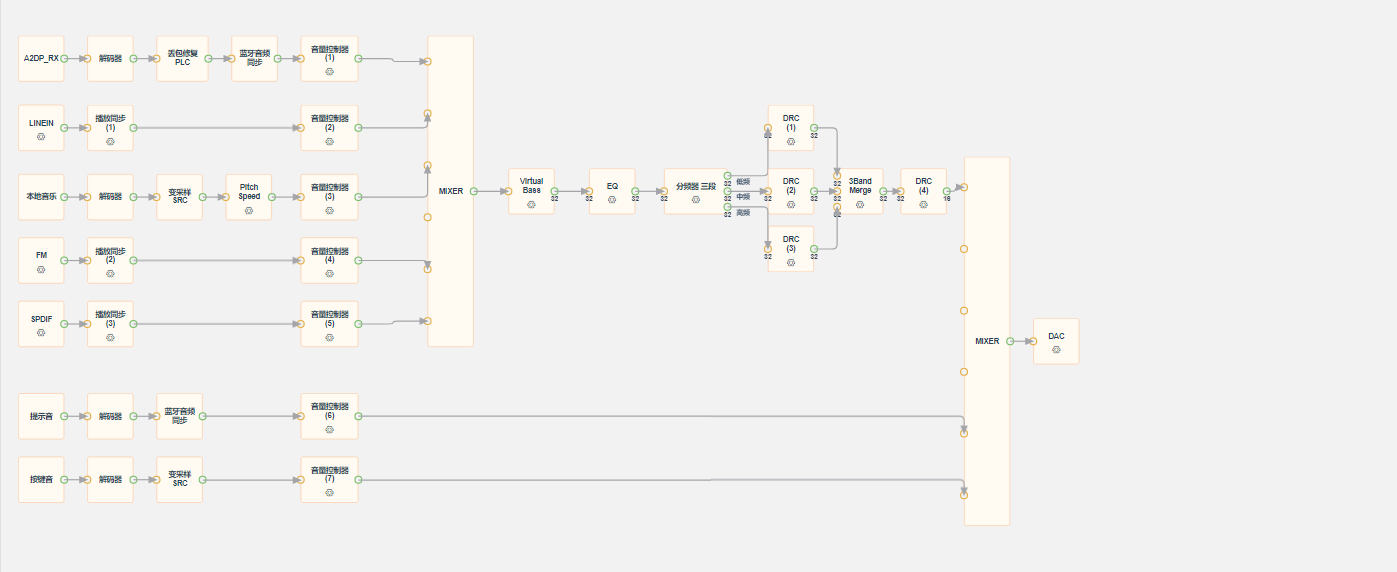 A2DP_RX
解码器
丢包修复
PLC
蓝牙音频
同步
音量控制器
(1)
LINEIN
播放同步
(1)
音量控制器
(2)
本地音乐
解码器
变采样
SRC
Pitch
Speed
音量控制器
(3)
FM
播放同步
(2)
音量控制器
(4)
SPDIF
播放同步
(3)
音量控制器
(5)
MIXER
Virtual
Base
32
EQ
32
32
分频器 三段
32
低频
32
中频
32
高频
32
DRC
(1)
32
32
DRC
(2)
32
32
DRC
(3)
32
32
32
32
3Band
Merge
32
32
DRC
(4)
16
提示音
解码器
蓝牙音频
同步
音量控制器
(6)
按键音
解码器
变采样
SRC
音量控制器
(7)
MIXER
DAC